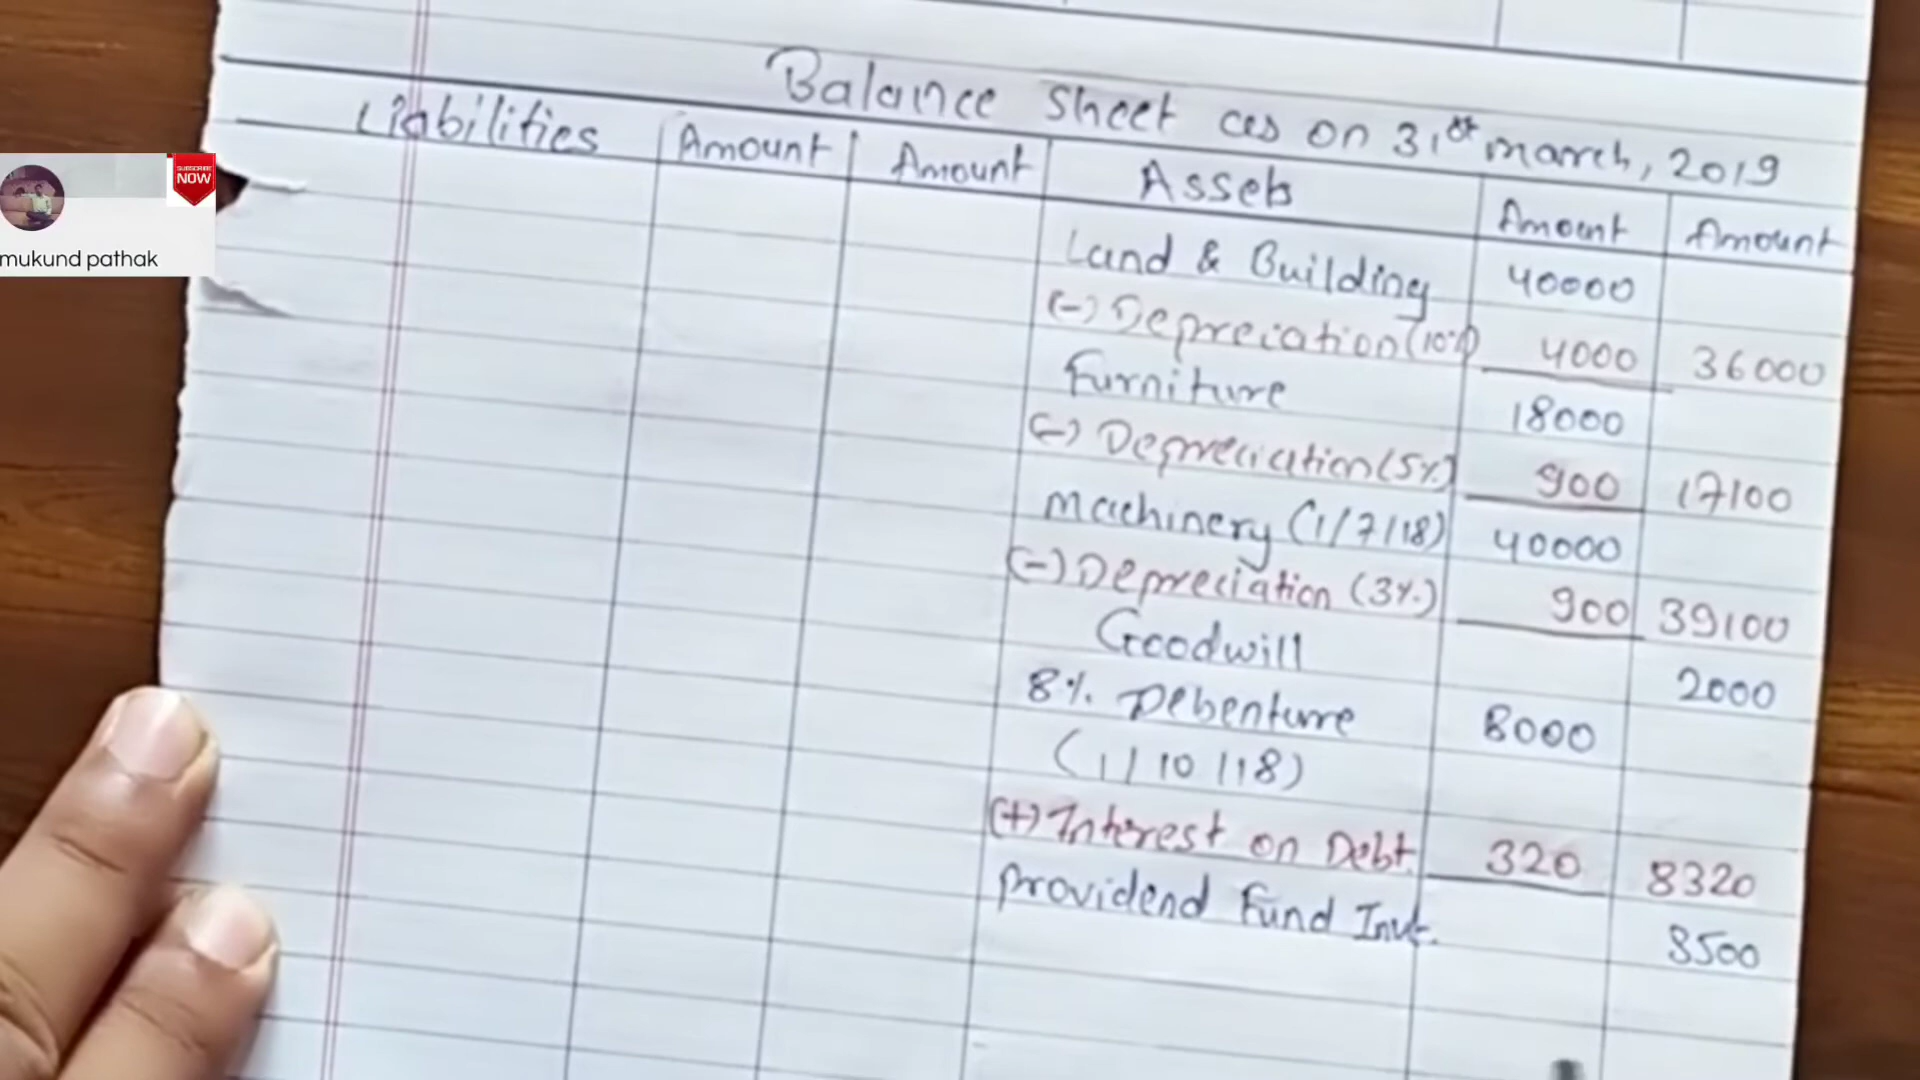 Balance Sheet as on 31st march, 2019
Liabilities Amount Amount Assets Amount Amount
Land & Building 40000
(-) Depreciation (10%) 4000 36000
Furniture 18000
(-) Depreciation (5%) 900 17100
Machinery (1/7/18) 40000
(-) Depreciation (3%) 900 39100
Goodwill 2000
8% Debenture 8000
(1/10/18)
(+) Interest on Debt. 320 8320
Providend Fund Invt. 8500
SUBSCRIBE
NOW
mukund pathak